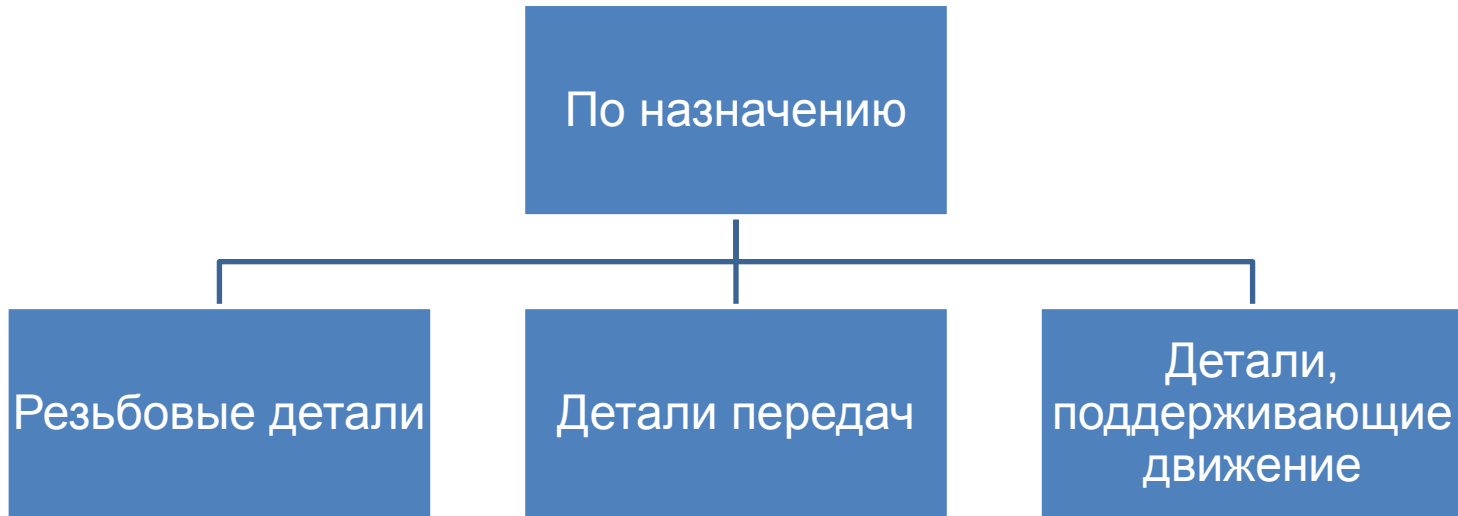 По назначению
Резьбовые детали
Детали передач
Детали,
поддерживающие
движение